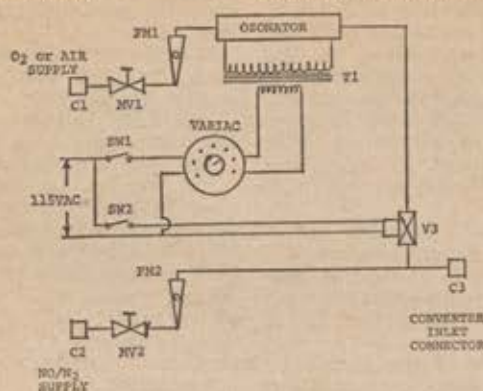 FM1
OZONATOR
O2 or AIR
SUPPLY
T1
C1
MV1
VARIAC
SW1
115VAC
SW2
V3
FM2
C3
C2
MV2
CONVERTER
INLET
CONNECTOR
NO/N2
SUPPLY